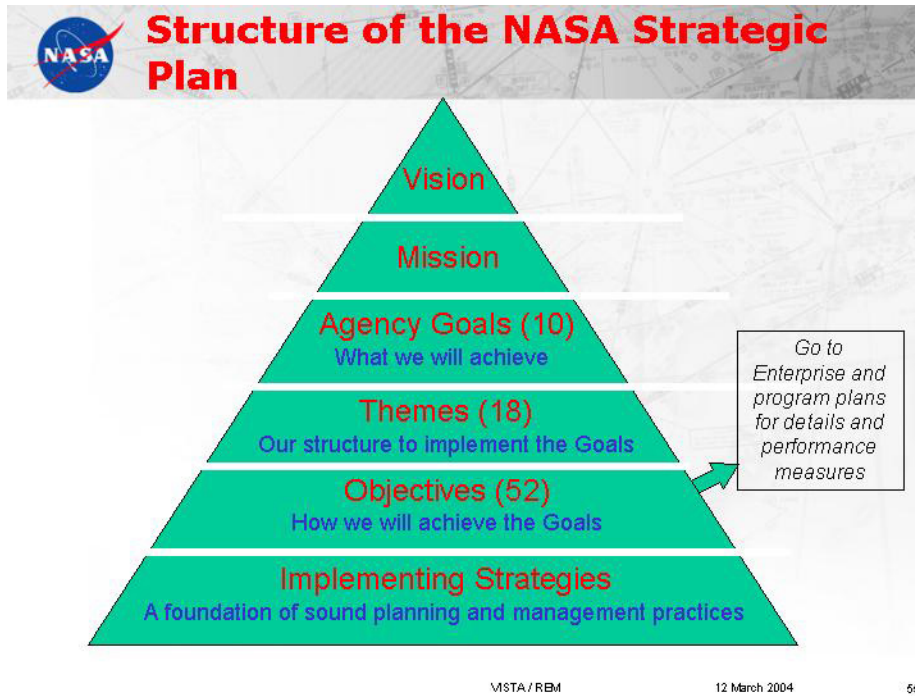 NASA
Structure of the NASA Strategic
Plan
Vision
Mission
Agency Goals (10)
What we will achieve
Themes (18)
Our structure to implement the Goals
Objectives (52)
How we will achieve the Goals
Implementing Strategies
A foundation of sound planning and management practices
Go to
Enterprise and
program plans
for details and
performance
measures
VISTA / REM
12 March 2004